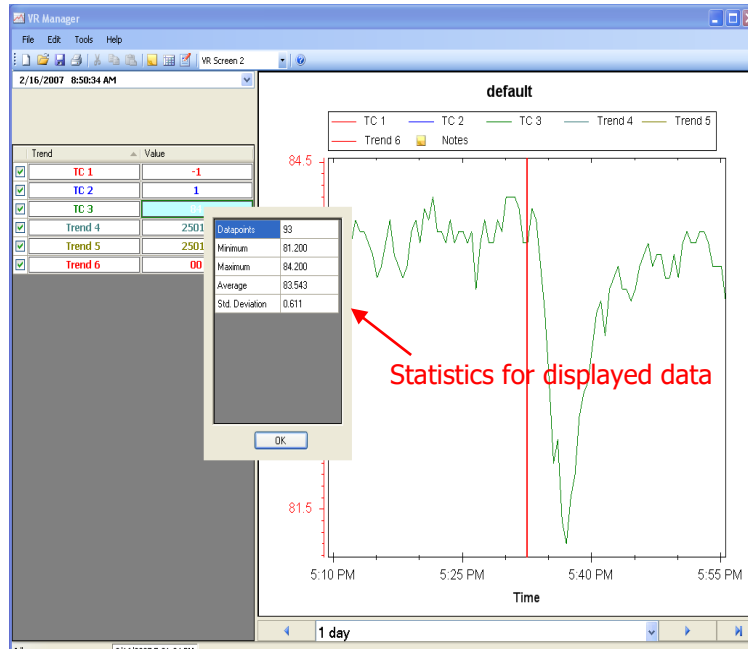 VR Manager
File Edit Tools Help
VR Screen 2
2/16/2007 8:50:34 AM
Trend Value
TC 1 -1
TC 2 1
TC 3
Trend 4 2501
Trend 5 2501
Trend 6 00
Datapoints 93
Minimum 81.200
Maximum 84.200
Average 83.543
Std. Deviation 0.611
OK
default
TC 1 TC 2 TC 3 Trend 4 Trend 5
Trend 6 Notes
84.5
Statistics for displayed data
81.5
5:10 PM 5:25 PM 5:40 PM 5:55 PM
Time
1 day